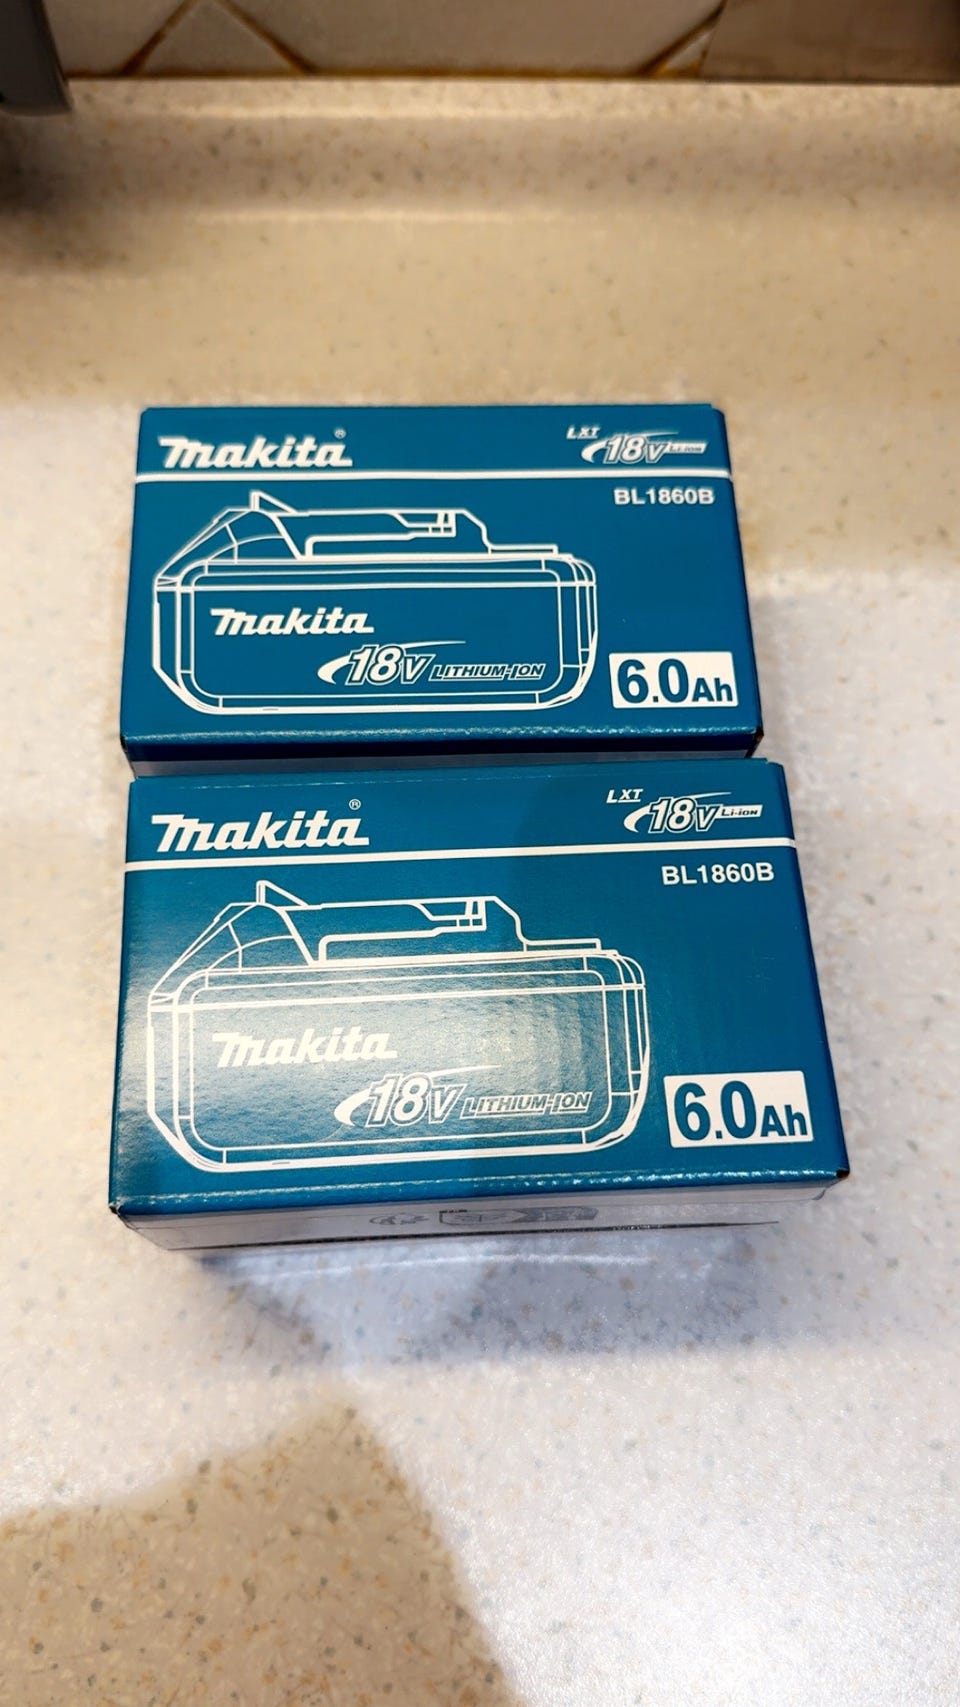 makita®
LXT 18V Li-ion
BL1860B
makita
18V LITHIUM-ION
6.0Ah
makita®
LXT 18V Li-ion
BL1860B
makita
18V LITHIUM-ION
6.0Ah